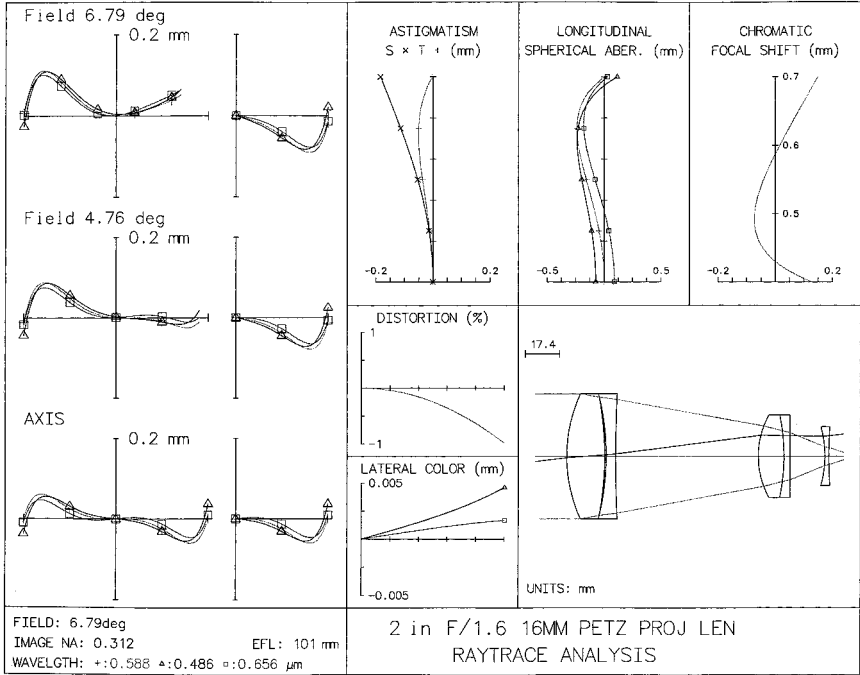 Field 6.79 deg
0.2 mm
Field 4.76 deg
0.2 mm
AXIS
0.2 mm
ASTIGMATISM
S × T + (mm)
-0.2
0.2
LONGITUDINAL
SPHERICAL ABER. (mm)
-0.5
0.5
CHROMATIC
FOCAL SHIFT (mm)
0.7
0.6
0.5
-0.2
0.2
DISTORTION (%)
1
-1
LATERAL COLOR (mm)
0.005
-0.005
17.4
UNITS: mm
FIELD: 6.79deg
IMAGE NA: 0.312 EFL: 101 mm
WAVELGTH: +:0.588 ▵:0.486 □:0.656 μm
2 in F/1.6 16MM PETZ PROJ LEN
RAYTRACE ANALYSIS